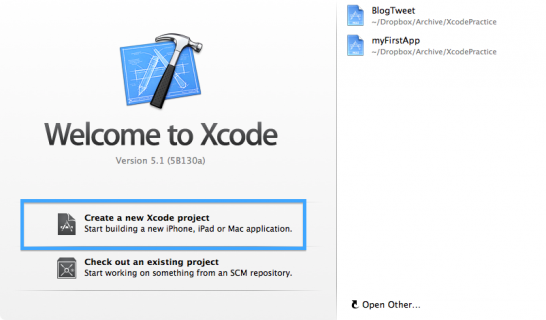 Welcome to Xcode
Version 5.1 (5B130a)
Create a new Xcode project
Start building a new iPhone, iPad or Mac application.
Check out an existing project
Start working on something from an SCM repository.
BlogTweet
~/Dropbox/Archive/XcodePractice
myFirstApp
~/Dropbox/Archive/XcodePractice
Open Other...